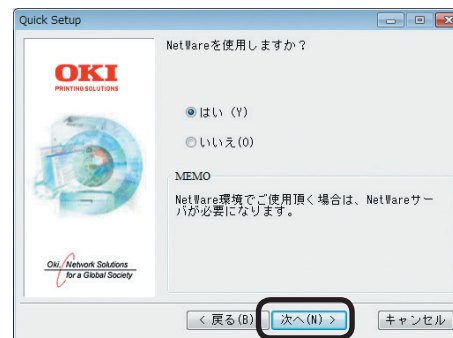 Quick Setup
NetWareを使用しますか？
OKI
PRINTING SOLUTIONS
はい (Y)
いいえ(O)
MEMO
NetWare環境でご使用頂く場合は、NetWareサー
バが必要になります。
Oki, Network Solutions
for a Global Society
< 戻る(B)
次へ(N) >
キャンセル